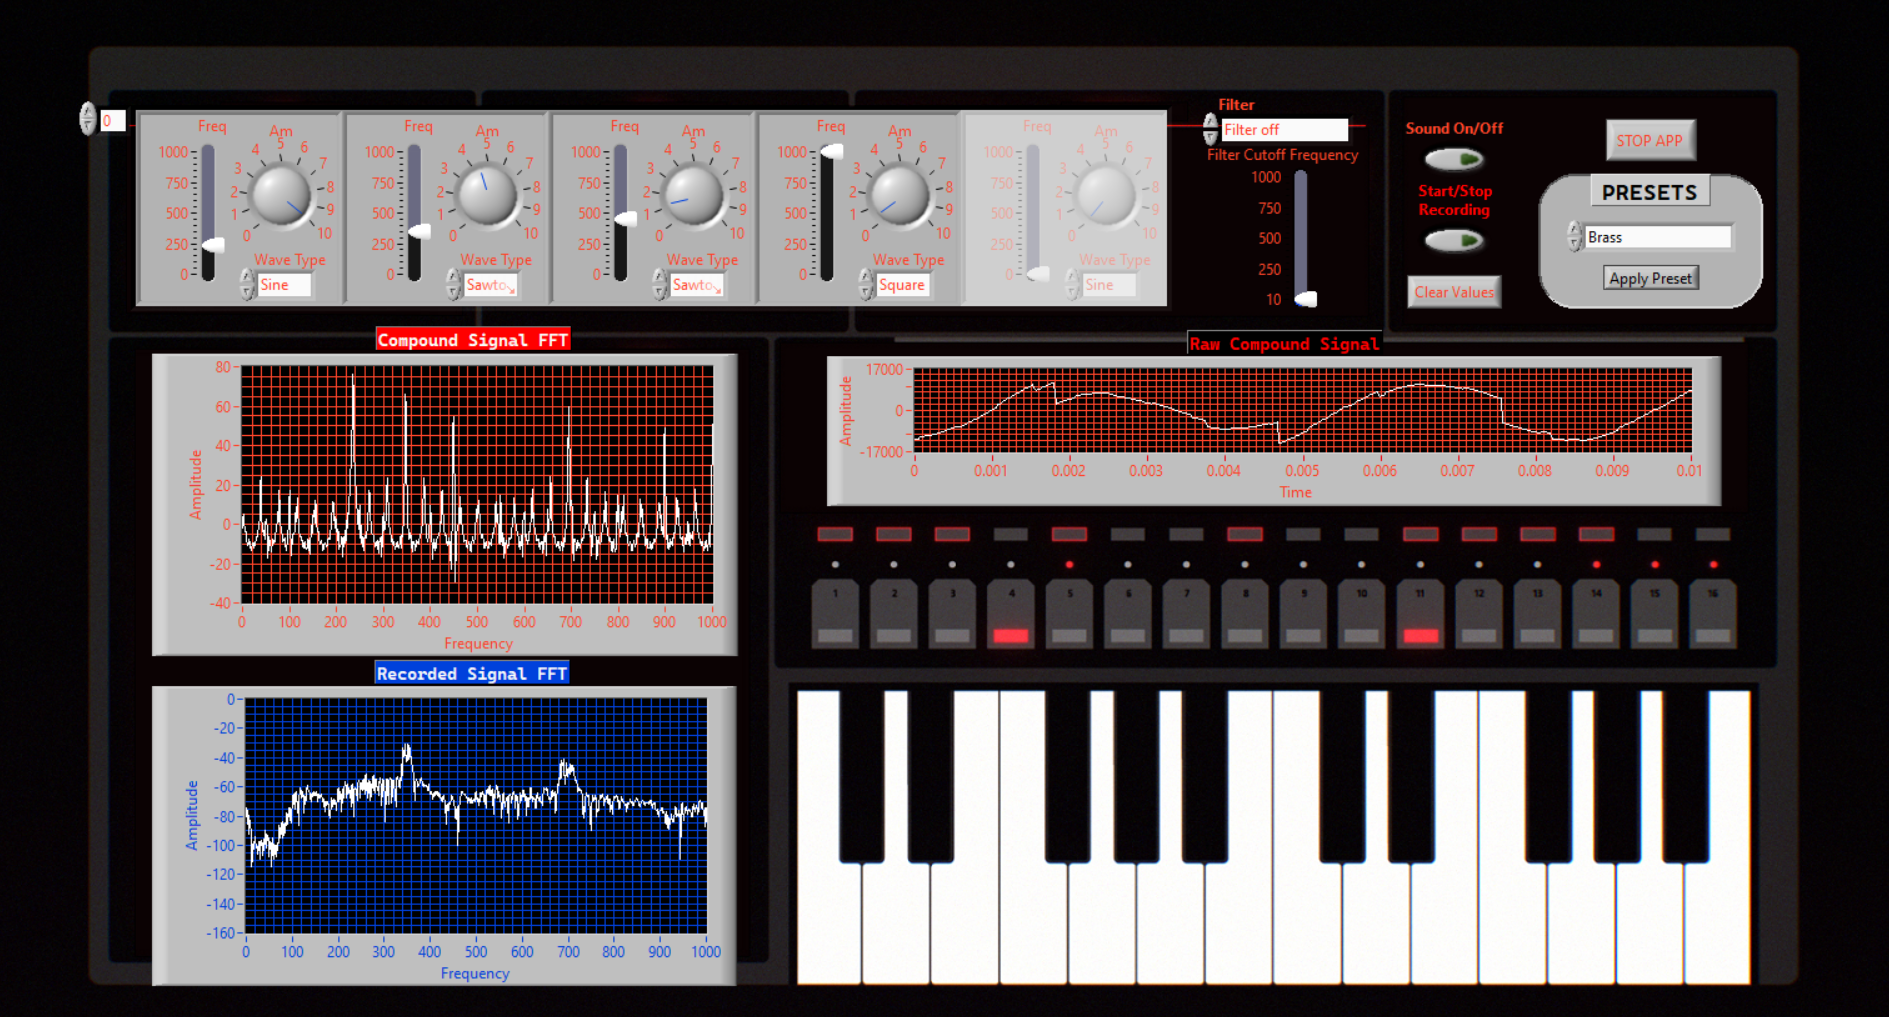 0
Freq
Am
1000
750
500
250
0
0 1 2 3 4 5 6 7 8 9 10
Wave Type
Sine
Freq
Am
1000
750
500
250
0
0 1 2 3 4 5 6 7 8 9 10
Wave Type
Sawto
Freq
Am
1000
750
500
250
0
0 1 2 3 4 5 6 7 8 9 10
Wave Type
Sawto
Freq
Am
1000
750
500
250
0
0 1 2 3 4 5 6 7 8 9 10
Wave Type
Square
Freq
Am
1000
750
500
250
0
0 1 2 3 4 5 6 7 8 9 10
Wave Type
Sine
Filter
Filter off
Filter Cutoff Frequency
1000
750
500
250
10
Sound On/Off
Start/Stop
Recording
Clear Values
STOP APP
PRESETS
Brass
Apply Preset
Compound Signal FFT
Amplitude
80
60
40
20
0
-20
-40
0 100 200 300 400 500 600 700 800 900 1000
Frequency
Raw Compound Signal
Amplitude
17000
0
-17000
0 0.001 0.002 0.003 0.004 0.005 0.006 0.007 0.008 0.009 0.01
Time
1 2 3 4 5 6 7 8 9 10 11 12 13 14 15 16
Recorded Signal FFT
Amplitude
0
-20
-40
-60
-80
-100
-120
-140
-160
0 100 200 300 400 500 600 700 800 900 1000
Frequency